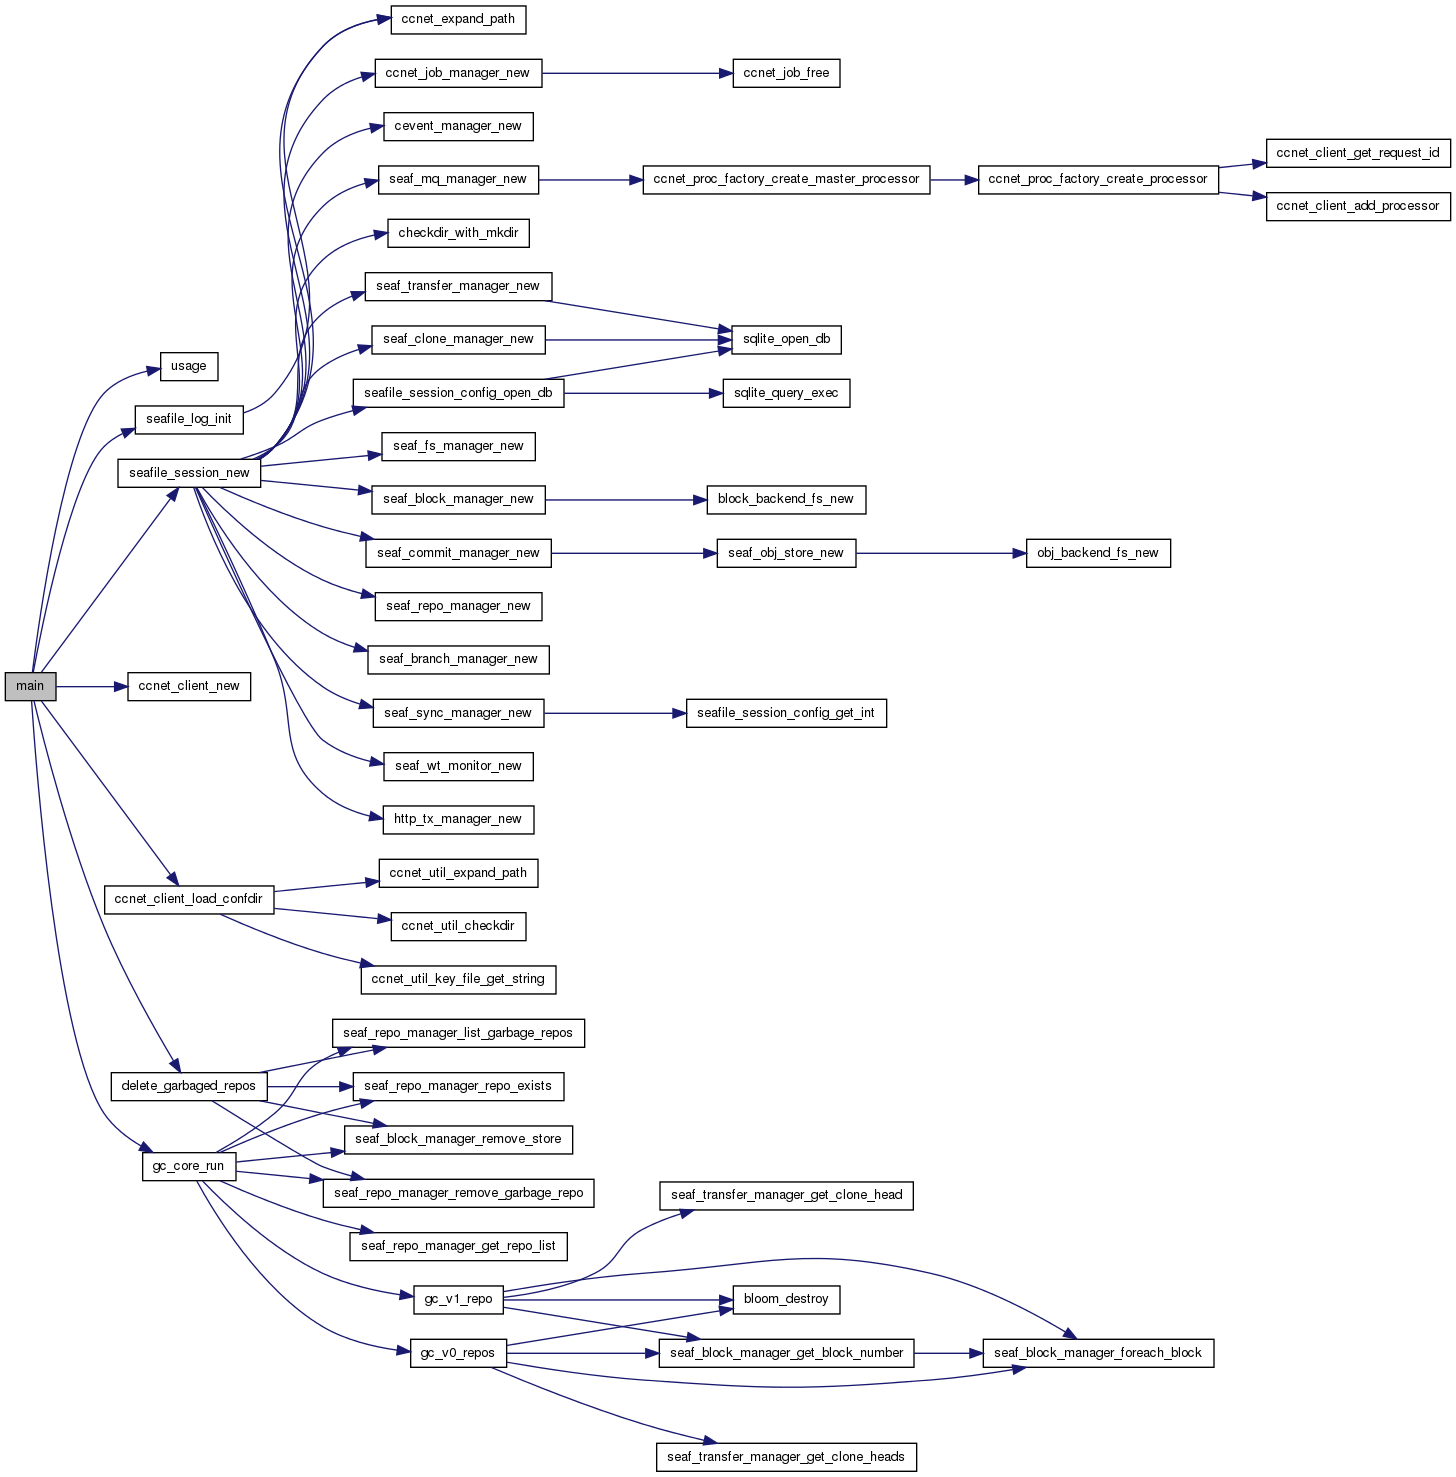 ccnet_expand_path
ccnet_job_manager_new
ccnet_job_free
cevent_manager_new
ccnet_client_get_request_id
seaf_mq_manager_new
ccnet_proc_factory_create_master_processor
ccnet_proc_factory_create_processor
ccnet_client_add_processor
checkdir_with_mkdir
seaf_transfer_manager_new
seaf_clone_manager_new
sqlite_open_db
usage
seafile_session_config_open_db
sqlite_query_exec
seafile_log_init
seaf_fs_manager_new
seafile_session_new
seaf_block_manager_new
block_backend_fs_new
seaf_commit_manager_new
seaf_obj_store_new
obj_backend_fs_new
seaf_repo_manager_new
seaf_branch_manager_new
main
ccnet_client_new
seaf_sync_manager_new
seafile_session_config_get_int
seaf_wt_monitor_new
http_tx_manager_new
ccnet_util_expand_path
ccnet_client_load_confdir
ccnet_util_checkdir
ccnet_util_key_file_get_string
seaf_repo_manager_list_garbage_repos
delete_garbaged_repos
seaf_repo_manager_repo_exists
seaf_block_manager_remove_store
gc_core_run
seaf_repo_manager_remove_garbage_repo
seaf_transfer_manager_get_clone_head
seaf_repo_manager_get_repo_list
gc_v1_repo
bloom_destroy
gc_v0_repos
seaf_block_manager_get_block_number
seaf_block_manager_foreach_block
seaf_transfer_manager_get_clone_heads